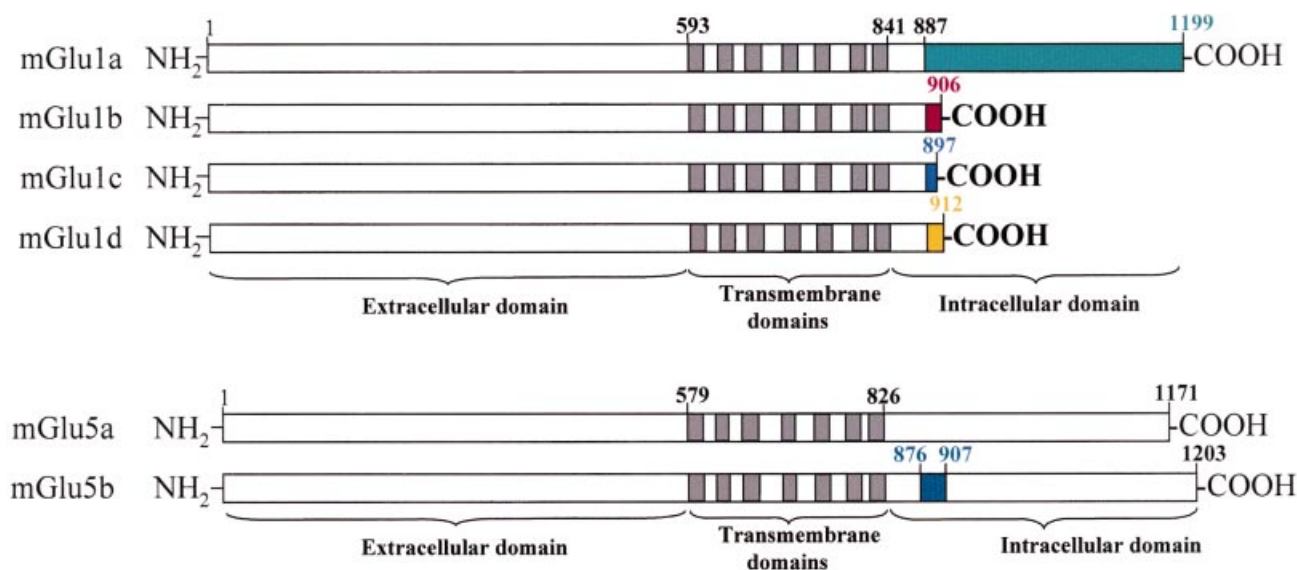 1 593 841 887 1199
mGlu1a NH2 COOH
906
mGlu1b NH2 COOH
897
mGlu1c NH2 COOH
912
mGlu1d NH2 COOH
Extracellular domain Transmembrane domains Intracellular domain
1 579 826 1171
mGlu5a NH2 COOH
876 907 1203
mGlu5b NH2 COOH
Extracellular domain Transmembrane domains Intracellular domain